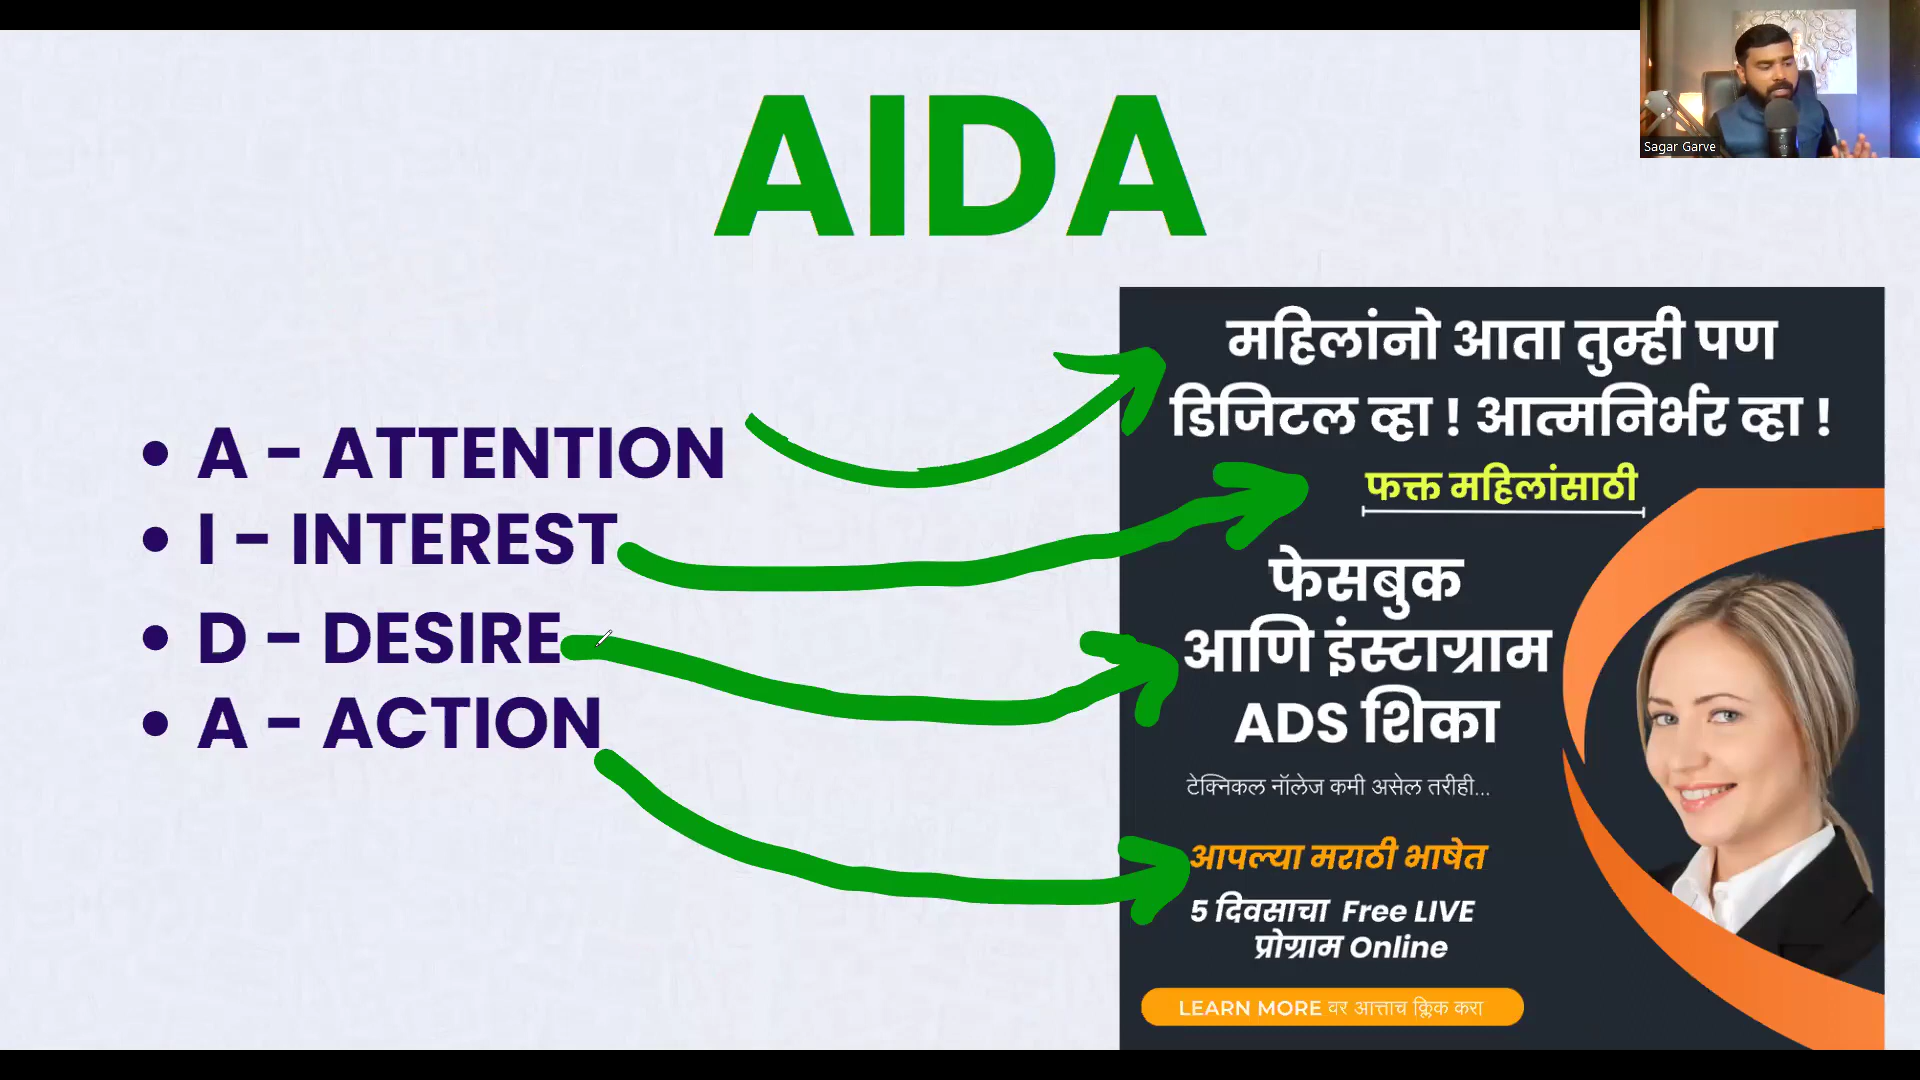 Sagar Garve
AIDA
• A – ATTENTION
• I – INTEREST
• D – DESIRE
• A – ACTION
महिलांनो आता तुम्ही पण
डिजिटल व्हा ! आत्मनिर्भर व्हा !
फक्त महिलांसाठी
फेसबुक
आणि इंस्टाग्राम
ADS शिका
टेक्निकल नॉलेज कमी असेल तरीही...
आपल्या मराठी भाषेत
5 दिवसाचा Free LIVE
प्रोग्राम Online
LEARN MORE वर आत्ताच क्लिक करा